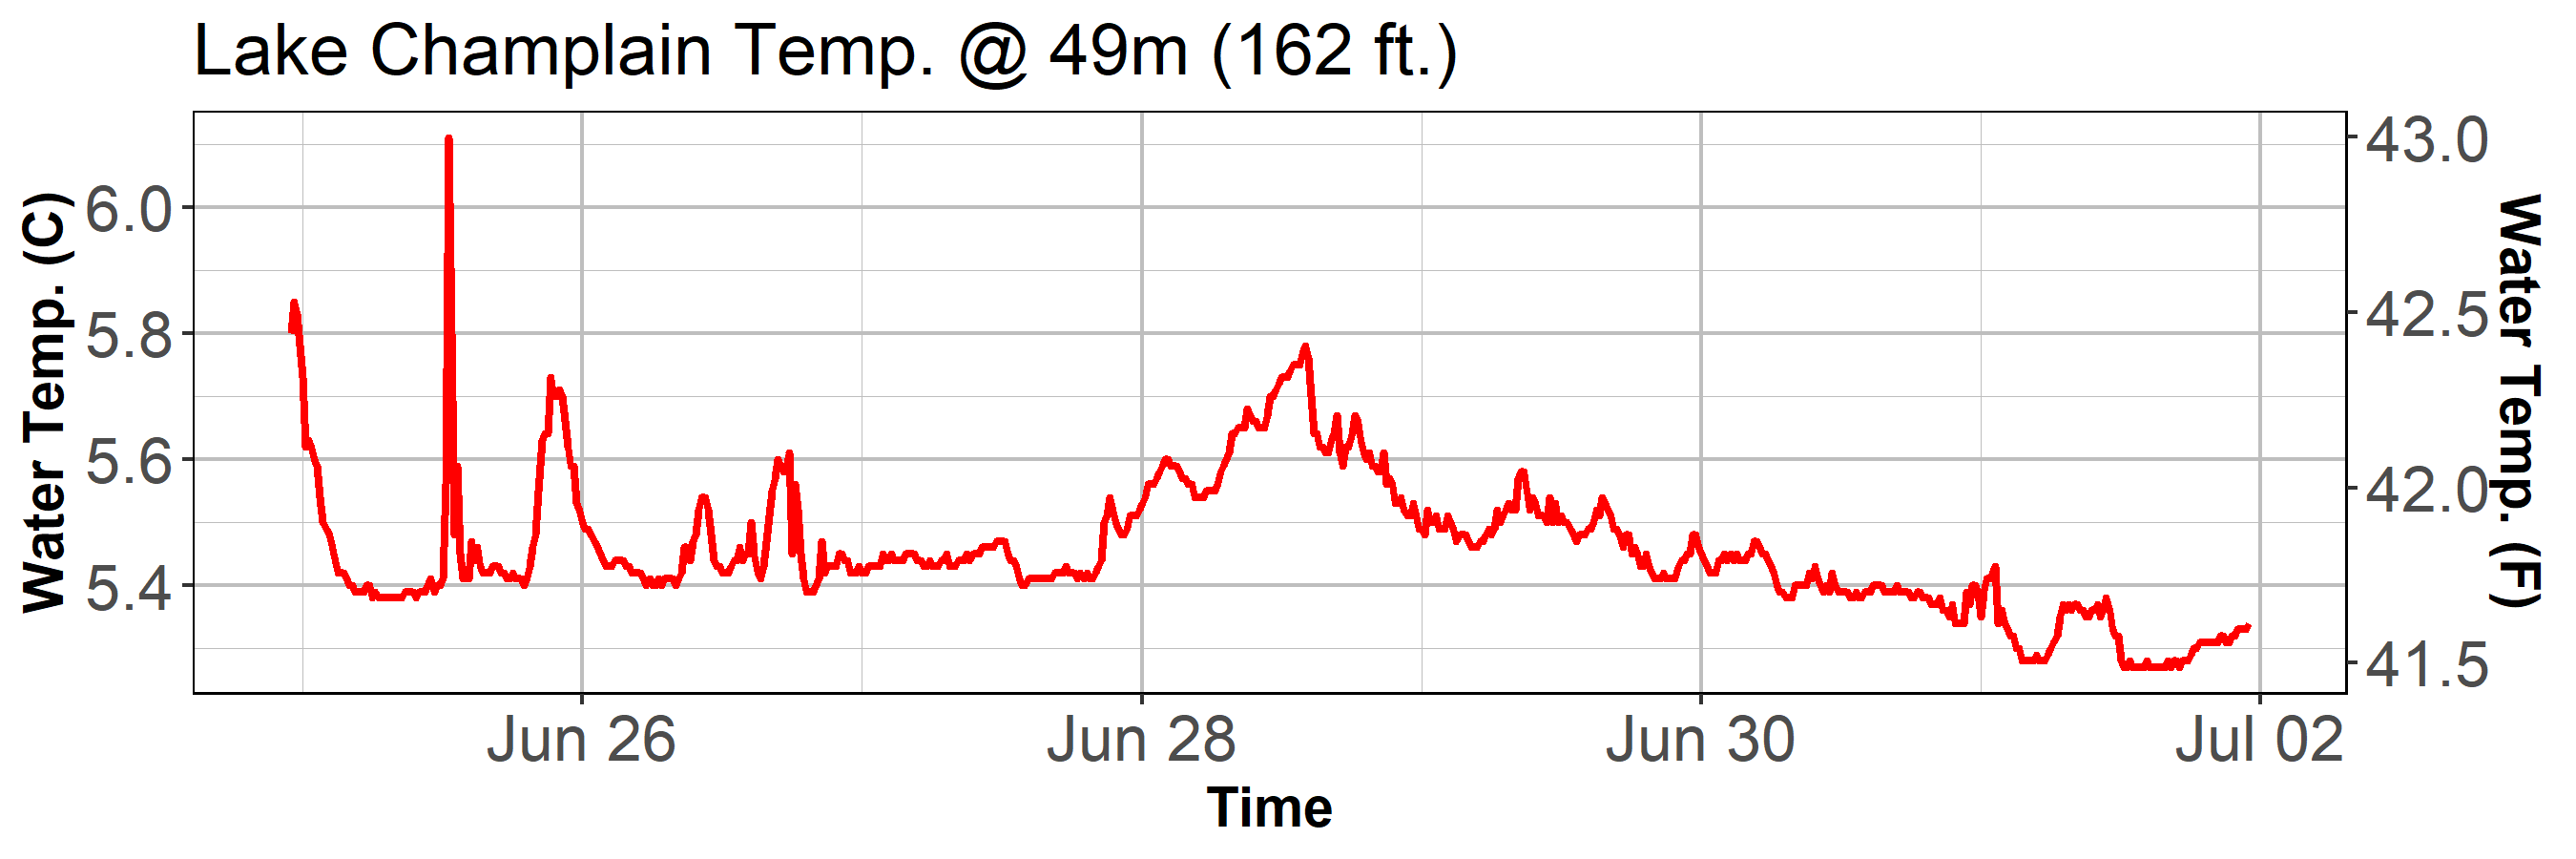 Lake Champlain Temp. @ 49m (162 ft.)
Water Temp. (C)
6.0
5.8
5.6
5.4
43.0
42.5
42.0
41.5
Water Temp. (F)
Jun 26 Jun 28 Jun 30 Jul 02
Time